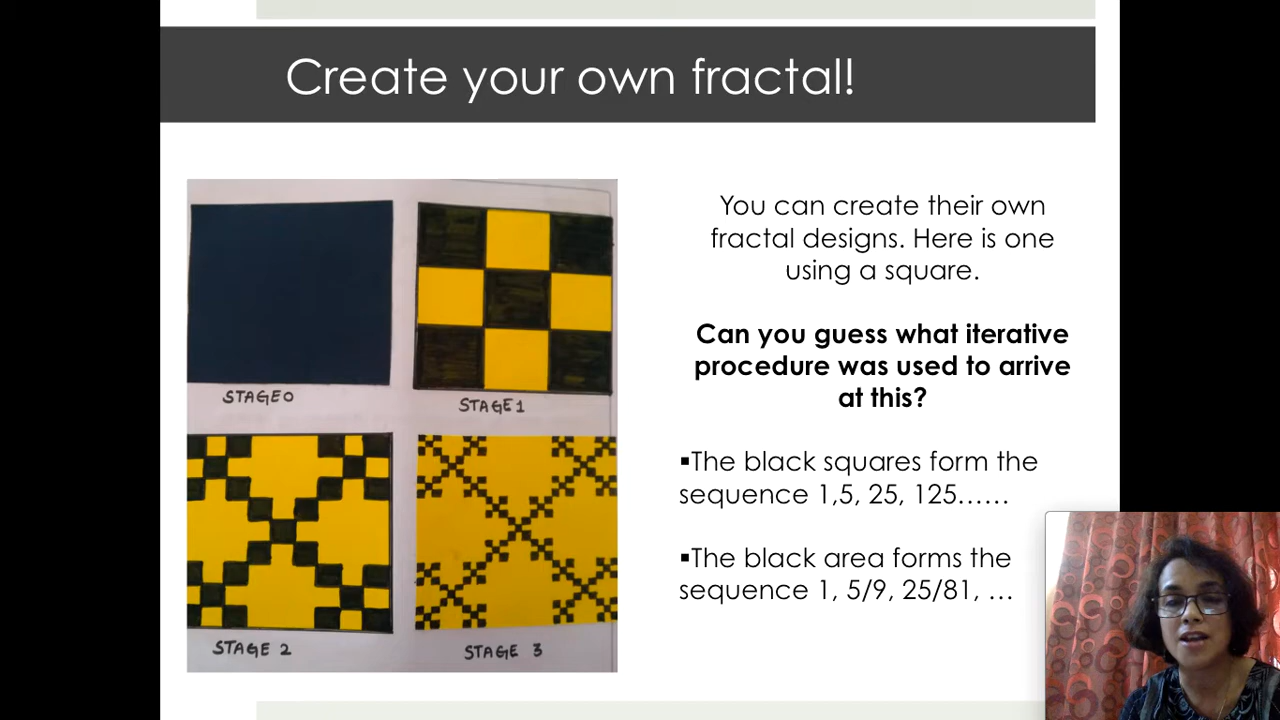 Create your own fractal!
You can create their own
fractal designs. Here is one
using a square.
Can you guess what iterative
procedure was used to arrive
at this?
▪The black squares form the
sequence 1,5, 25, 125……
▪The black area forms the
sequence 1, 5/9, 25/81, …
STAGE0
STAGE1
STAGE 2
STAGE 3